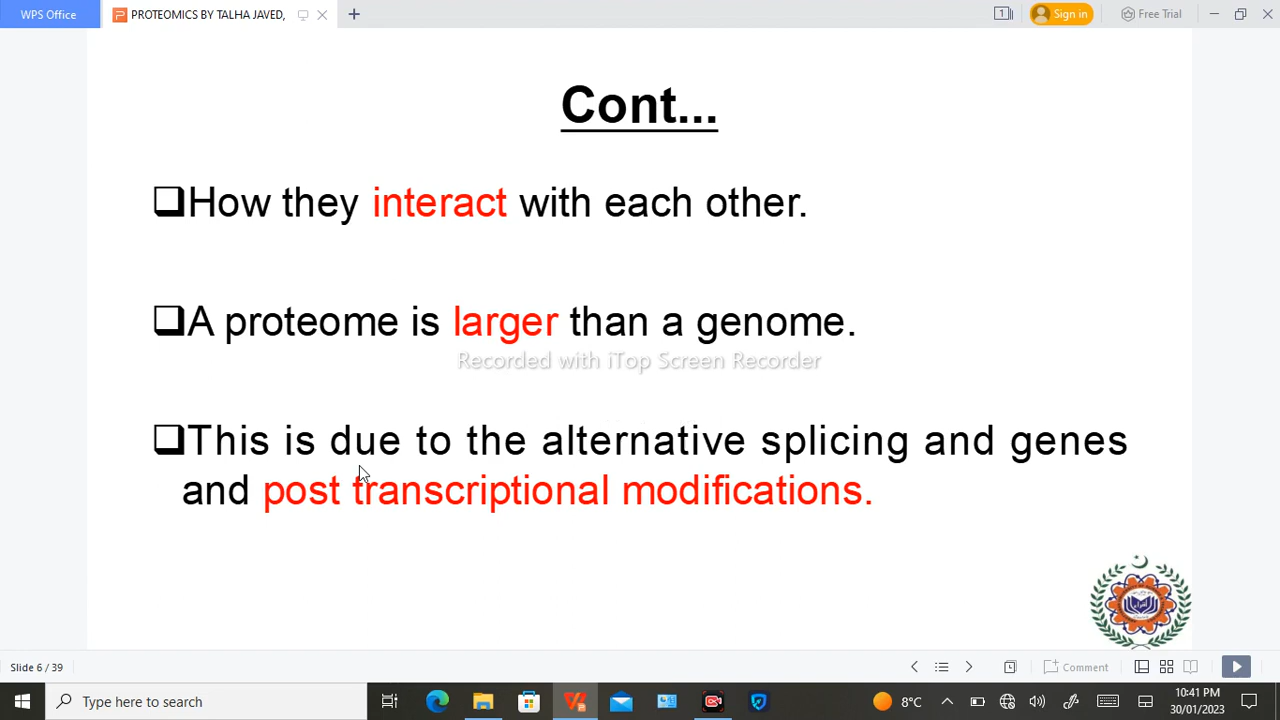 WPS Office
PROTEOMICS BY TALHA JAVED,
1
Sign in
Free Trial
Cont...
How they interact with each other.
A proteome is larger than a genome.
Recorded with iTop Screen Recorder
This is due to the alternative splicing and genes
and post transcriptional modifications.
Slide 6 / 39
Comment
Type here to search
8°C
10:41 PM
30/01/2023